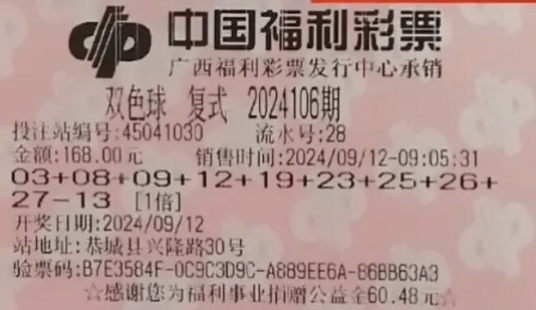 中国福利彩票
广西福利彩票发行中心承销
双色球 复式 2024106期
投注站编号:45041030 流水号:28
金额:168.00元 销售时间:2024/09/12-09:05:31
03+08+09+12+19+23+25+26+
27-13 [1倍]
开奖日期:2024/09/12
站地址:恭城县兴隆路30号
验票码:B7E3584F-0C9C3D9C-A889EE6A-86BB63A3
☆感谢您为福利事业捐赠公益金60.48元☆